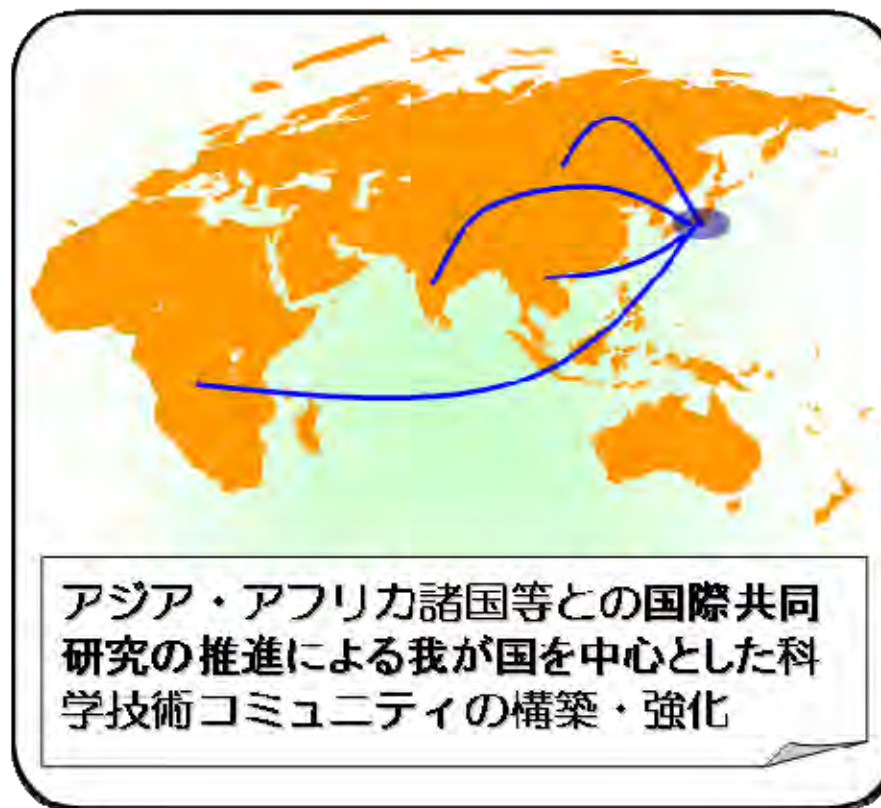 アジア・アフリカ諸国等との国際共同
研究の推進による我が国を中心とした科
学技術コミュニティの構築・強化